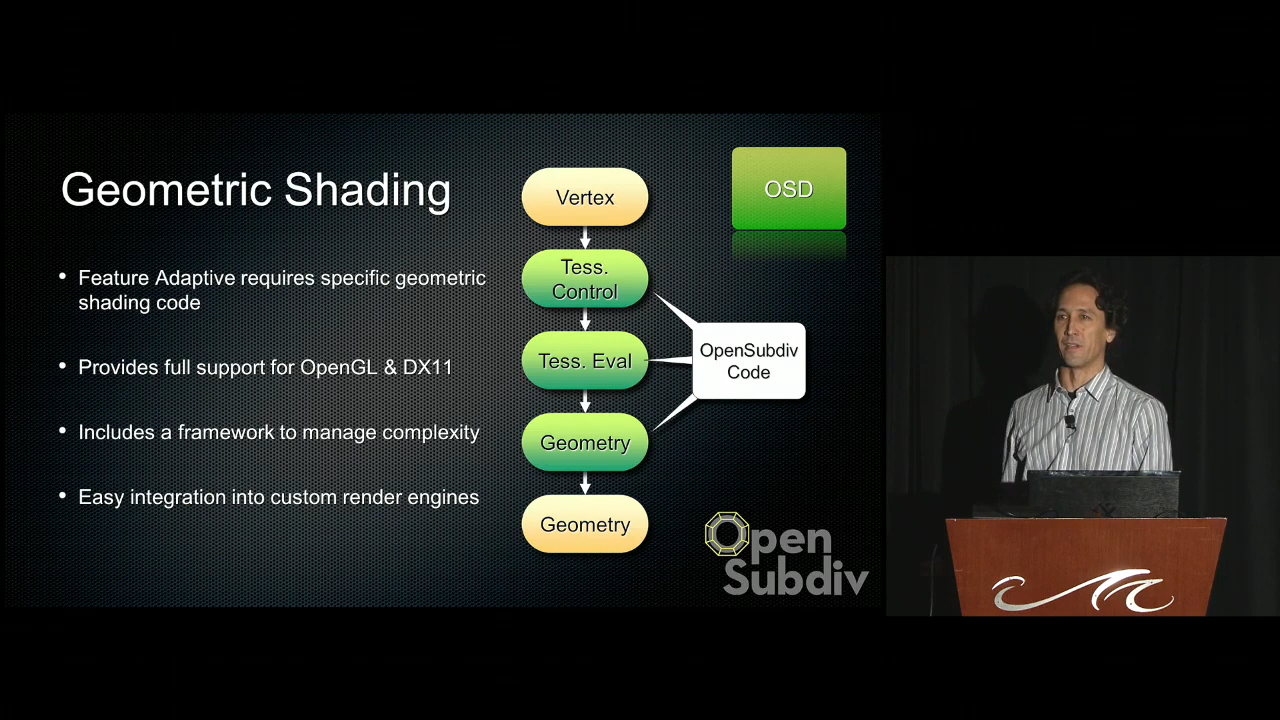 Geometric Shading
• Feature Adaptive requires specific geometric
shading code
• Provides full support for OpenGL & DX11
• Includes a framework to manage complexity
• Easy integration into custom render engines
Vertex
Tess.
Control
Tess. Eval
Geometry
Geometry
OpenSubdiv
Code
OSD
Open
Subdiv